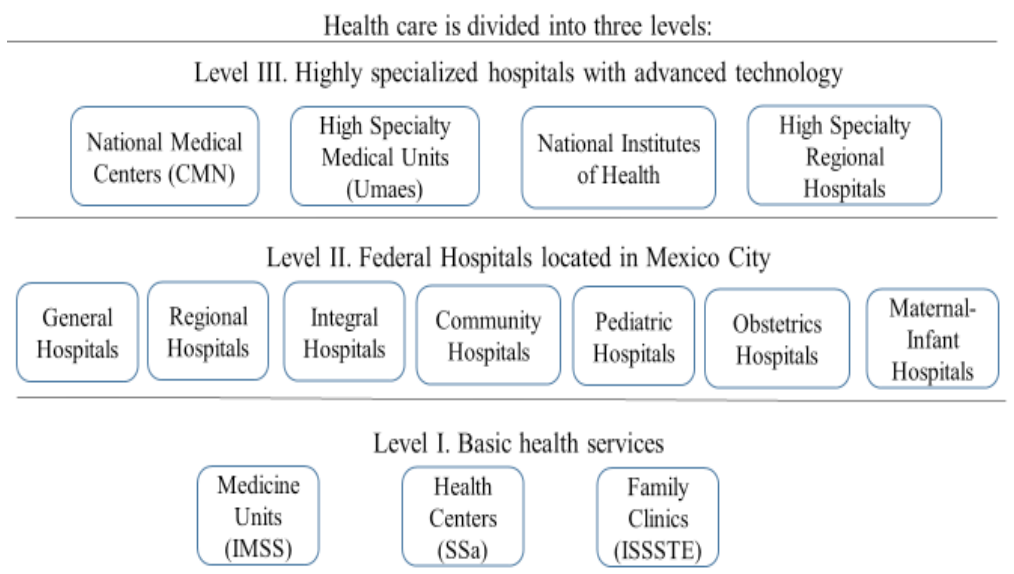 Health care is divided into three levels:
Level III. Highly specialized hospitals with advanced technology
National Medical
Centers (CMN)
High Specialty
Medical Units
(Umaes)
National Institutes
of Health
High Specialty
Regional
Hospitals
Level II. Federal Hospitals located in Mexico City
General
Hospitals
Regional
Hospitals
Integral
Hospitals
Community
Hospitals
Pediatric
Hospitals
Obstetrics
Hospitals
Maternal-
Infant
Hospitals
Level I. Basic health services
Medicine
Units
(IMSS)
Health
Centers
(SSa)
Family
Clinics
(ISSSTE)